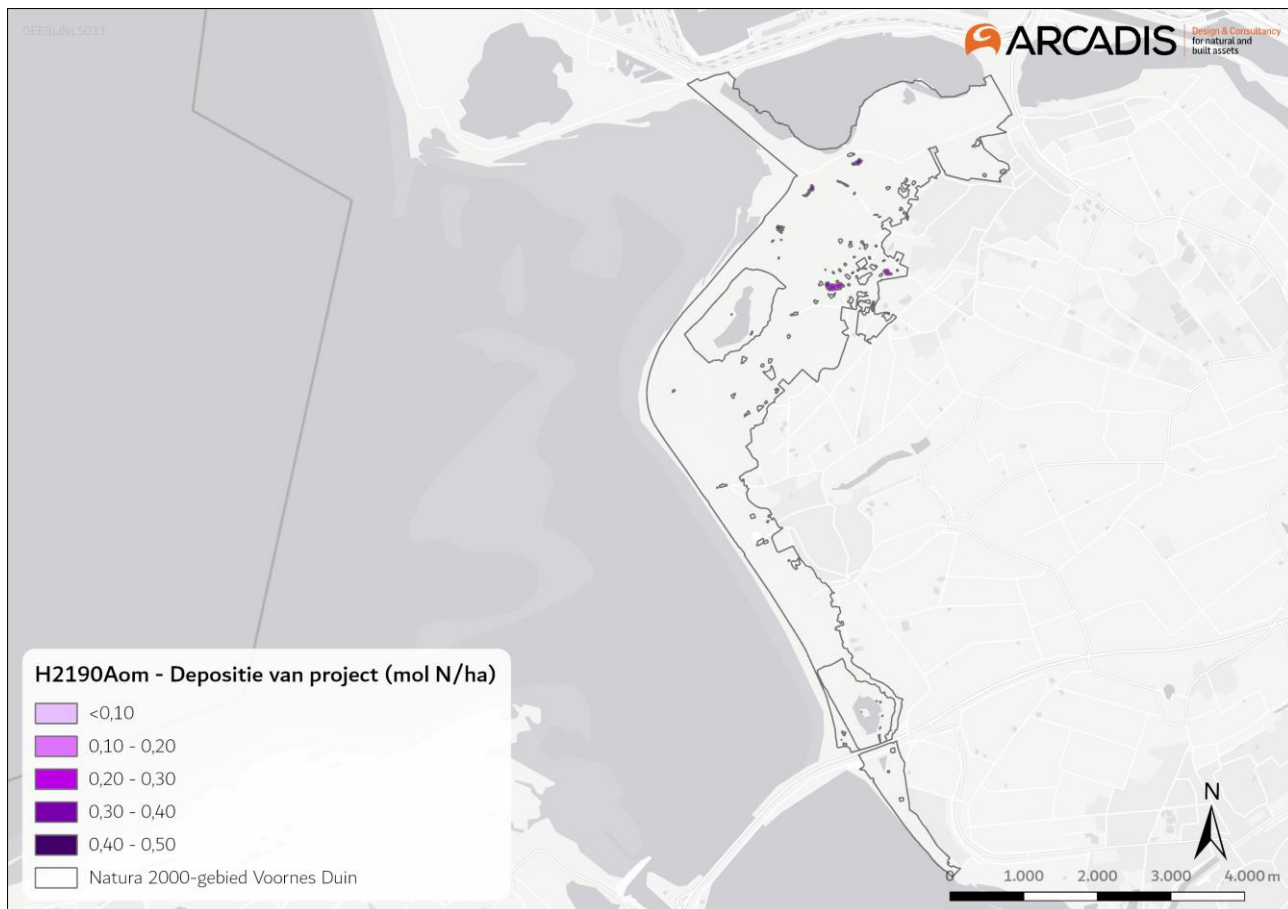 GEERLINL5033
ARCADIS
Design & Consultancy
for natural and
built assets
H2190Aom - Depositie van project (mol N/ha)
<0,10
0,10 - 0,20
0,20 - 0,30
0,30 - 0,40
0,40 - 0,50
Natura 2000-gebied Voornes Duin
N
0 1.000 2.000 3.000 4.000 m